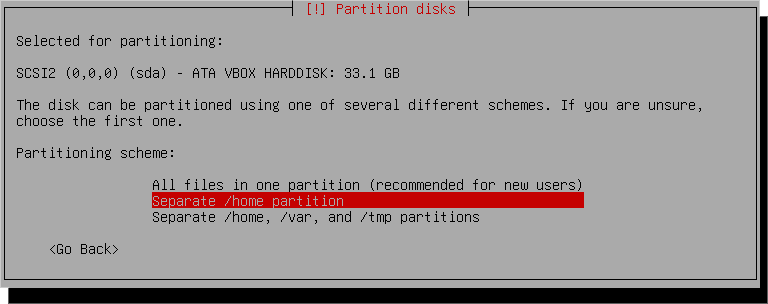 [!] Partition disks
Selected for partitioning:
SCSI2 (0,0,0) (sda) - ATA VBOX HARDDISK: 33.1 GB
The disk can be partitioned using one of several different schemes. If you are unsure,
choose the first one.
Partitioning scheme:
All files in one partition (recommended for new users)
Separate /home partition
Separate /home, /var, and /tmp partitions
<Go Back>